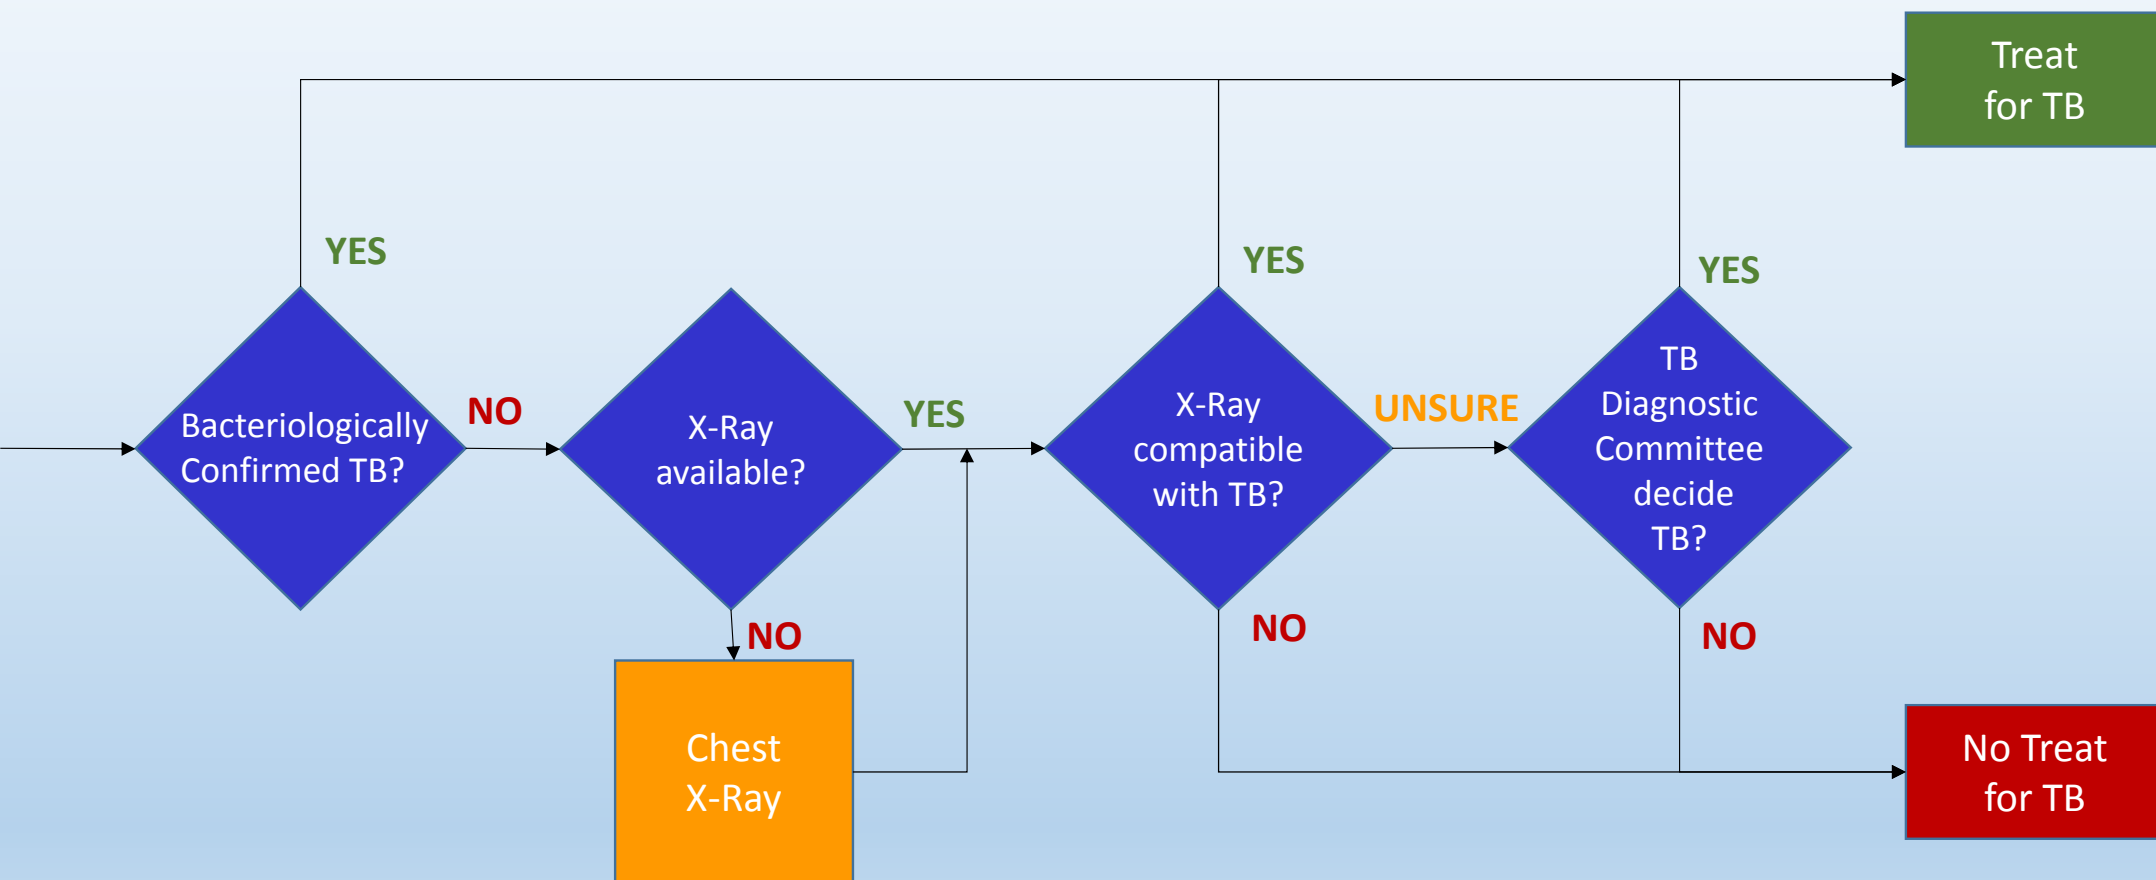 Treat
for TB
YES
YES
YES
Bacteriologically
Confirmed TB?
NO
X-Ray
available?
YES
X-Ray
compatible
with TB?
UNSURE
TB
Diagnostic
Committee
decide
TB?
NO
NO
NO
Chest
X-Ray
No Treat
for TB